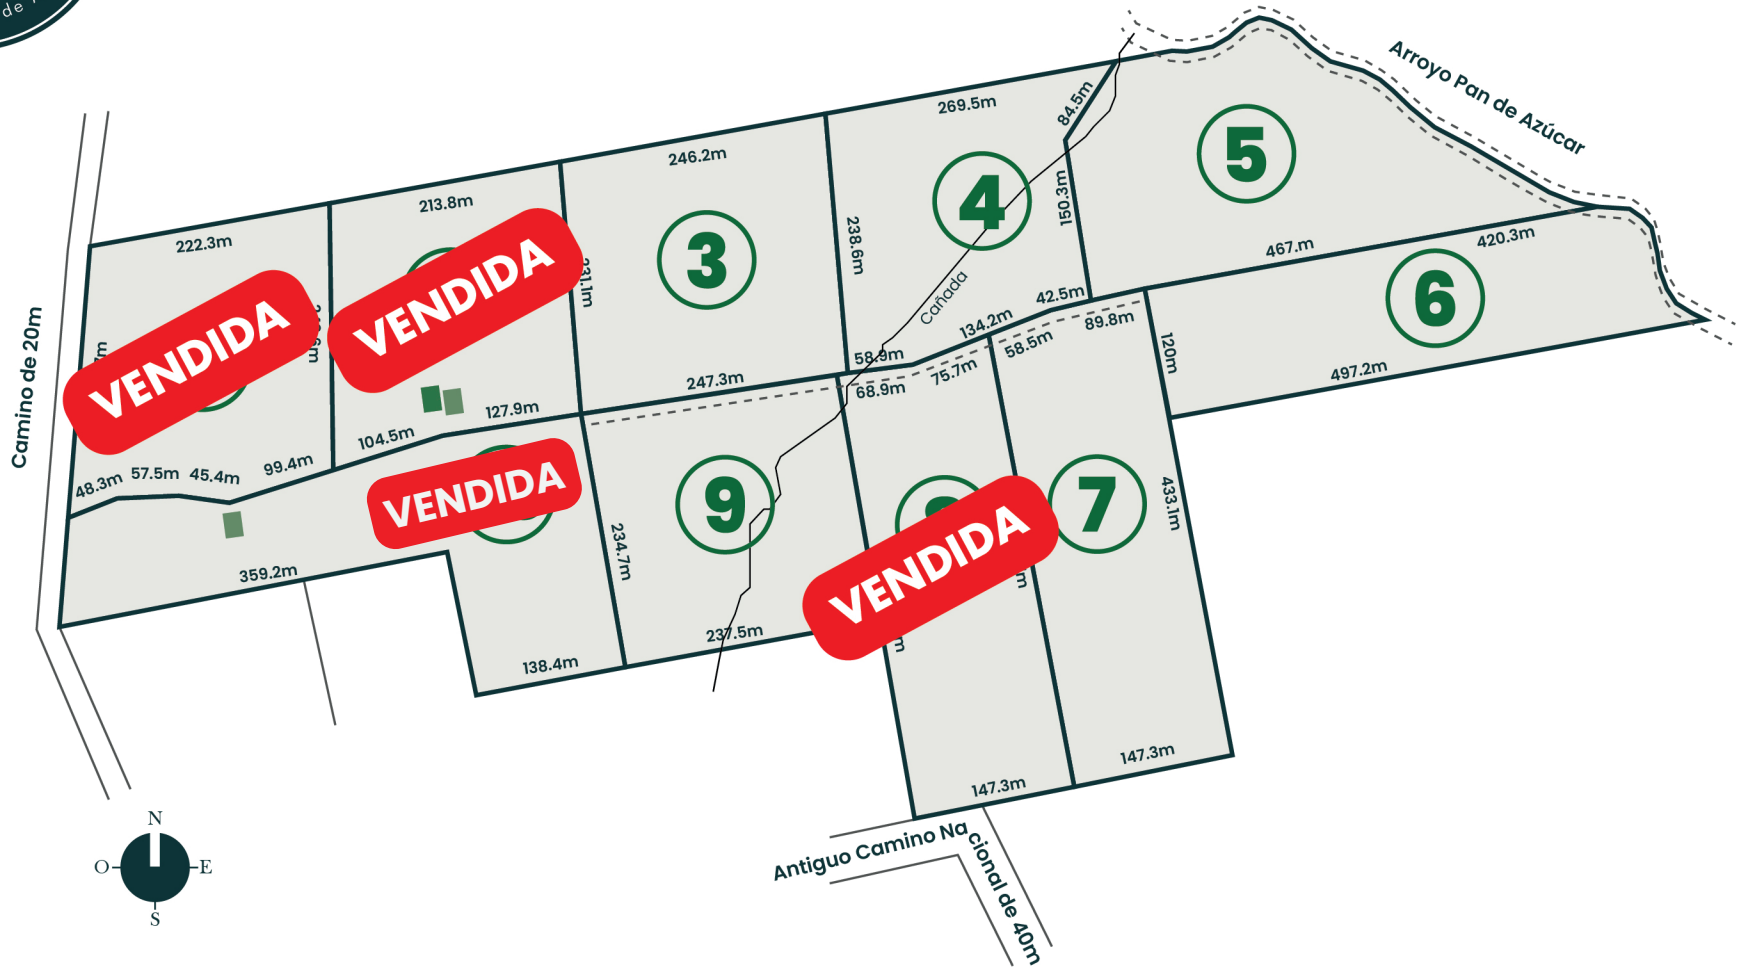 de
Arroyo Pan de Azúcar
269.5m
84.5m
246.2m
5
4
213.8m
150.3m
222.3m
238.6m
467.m
420.3m
3
6
231.1m
Cañada
VENDIDA
VENDIDA
42.5m
134.2m
89.8m
58.5m
120m
58.9m
75.7m
68.9m
497.2m
247.3m
127.9m
Camino de 20m
104.5m
99.4m
48.3m
57.5m
45.4m
VENDIDA
9
7
433.1m
234.7m
VENDIDA
359.2m
237.5m
138.4m
147.3m
147.3m
Antiguo Camino Nacional de 40m
N
O
E
S